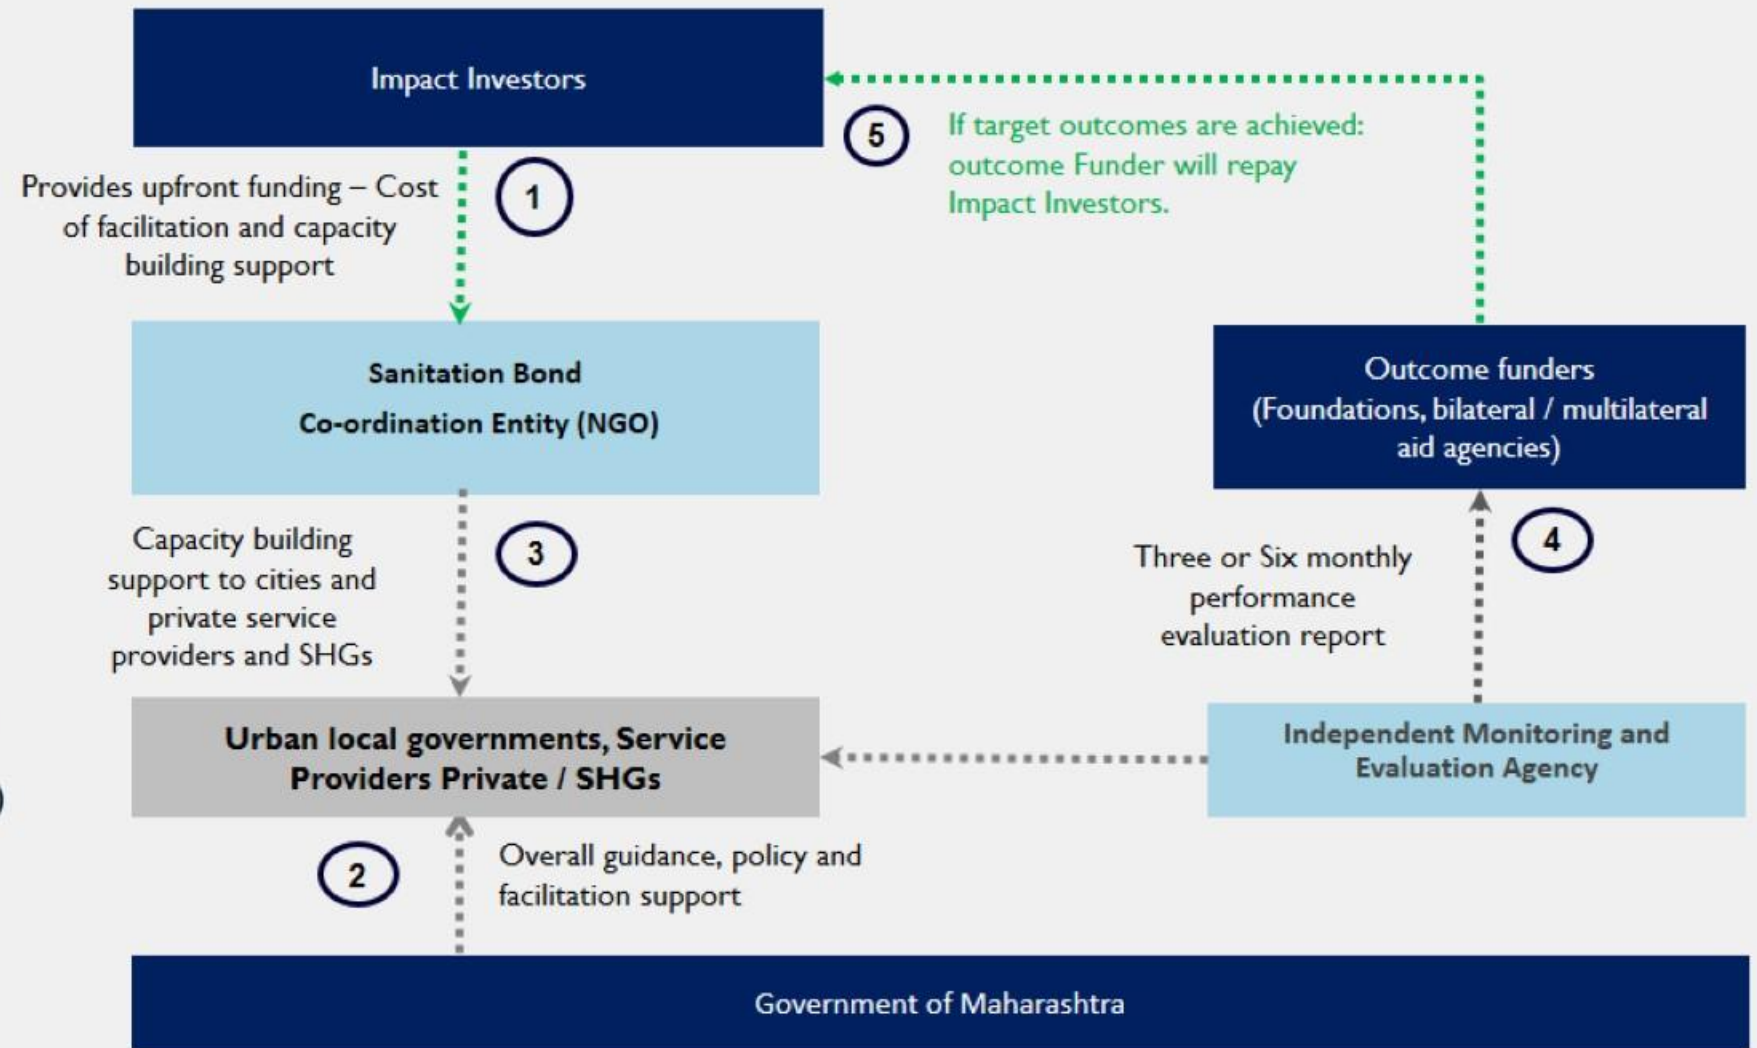 Impact Investors
5
If target outcomes are achieved:
outcome Funder will repay
Impact Investors.
Provides upfront funding – Cost
of facilitation and capacity
building support
1
Sanitation Bond
Co-ordination Entity (NGO)
Outcome funders
(Foundations, bilateral / multilateral
aid agencies)
Capacity building
support to cities and
private service
providers and SHGs
3
Three or Six monthly
performance
evaluation report
4
Urban local governments, Service
Providers Private / SHGs
Independent Monitoring and
Evaluation Agency
2
Overall guidance, policy and
facilitation support
Government of Maharashtra